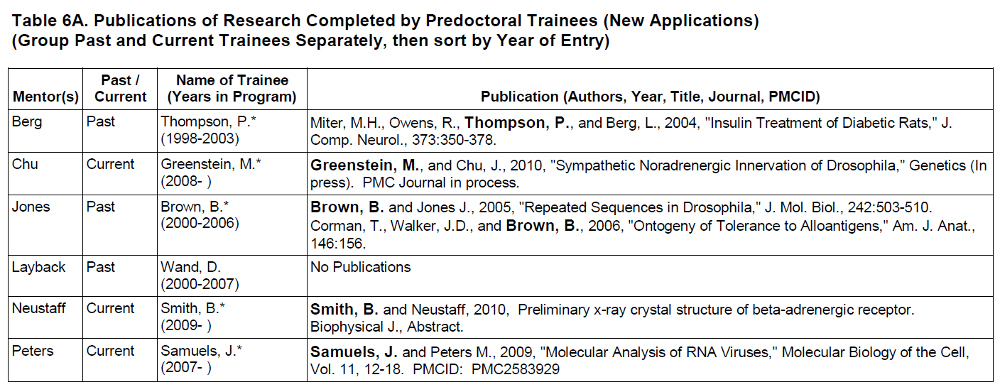 Table 6A. Publications of Research Completed by Predoctoral Trainees (New Applications)
(Group Past and Current Trainees Separately, then sort by Year of Entry)
Mentor(s) Past / Current Name of Trainee (Years in Program) Publication (Authors, Year, Title, Journal, PMCID)
Berg Past Thompson, P.* Miter, M.H., Owens, R., Thompson, P., and Berg, L., 2004, "Insulin Treatment of Diabetic Rats," J.
(1998-2003) Comp. Neurol., 373:350-378.
Chu Current Greenstein, M.* Greenstein, M., and Chu, J., 2010, "Sympathetic Noradrenergic Innervation of Drosophila," Genetics (In
(2008- ) press). PMC Journal in process.
Jones Past Brown, B.* Brown, B. and Jones J., 2005, "Repeated Sequences in Drosophila," J. Mol. Biol., 242:503-510.
(2000-2006) Corman, T., Walker, J.D., and Brown, B., 2006, "Ontogeny of Tolerance to Alloantigens," Am. J. Anat.,
146:156.
Layback Past Wand, D. No Publications
(2000-2007)
Neustaff Current Smith, B.* Smith, B. and Neustaff, 2010, Preliminary x-ray crystal structure of beta-adrenergic receptor.
(2009- ) Biophysical J., Abstract.
Peters Current Samuels, J.* Samuels, J. and Peters M., 2009, "Molecular Analysis of RNA Viruses," Molecular Biology of the Cell,
(2007- ) Vol. 11, 12-18. PMCID: PMC2583929